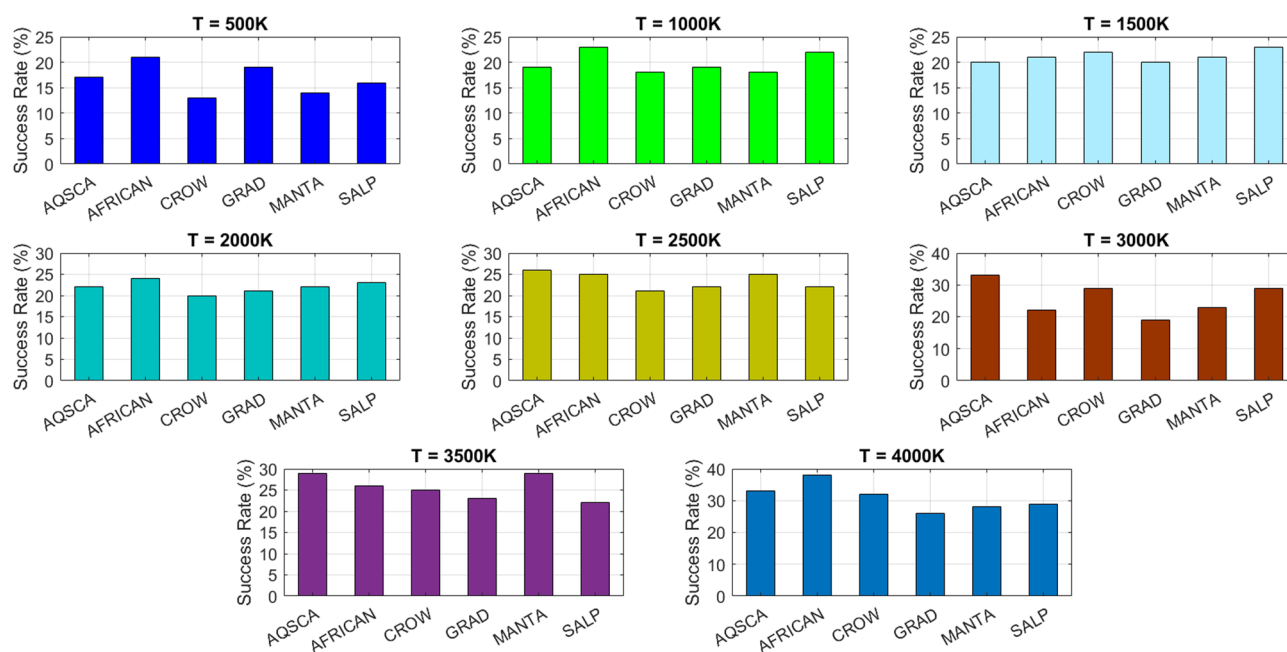 T = 500K
Success Rate (%)
25
20
15
10
5
0
AQSCA
AFRICAN
CROW
GRAD
MANTA
SALP
T = 1000K
Success Rate (%)
25
20
15
10
5
0
AQSCA
AFRICAN
CROW
GRAD
MANTA
SALP
T = 1500K
Success Rate (%)
25
20
15
10
5
0
AQSCA
AFRICAN
CROW
GRAD
MANTA
SALP
T = 2000K
Success Rate (%)
30
25
20
15
10
5
0
AQSCA
AFRICAN
CROW
GRAD
MANTA
SALP
T = 2500K
Success Rate (%)
30
25
20
15
10
5
0
AQSCA
AFRICAN
CROW
GRAD
MANTA
SALP
T = 3000K
Success Rate (%)
40
30
20
10
0
AQSCA
AFRICAN
CROW
GRAD
MANTA
SALP
T = 3500K
Success Rate (%)
30
25
20
15
10
5
0
AQSCA
AFRICAN
CROW
GRAD
MANTA
SALP
T = 4000K
Success Rate (%)
40
30
20
10
0
AQSCA
AFRICAN
CROW
GRAD
MANTA
SALP